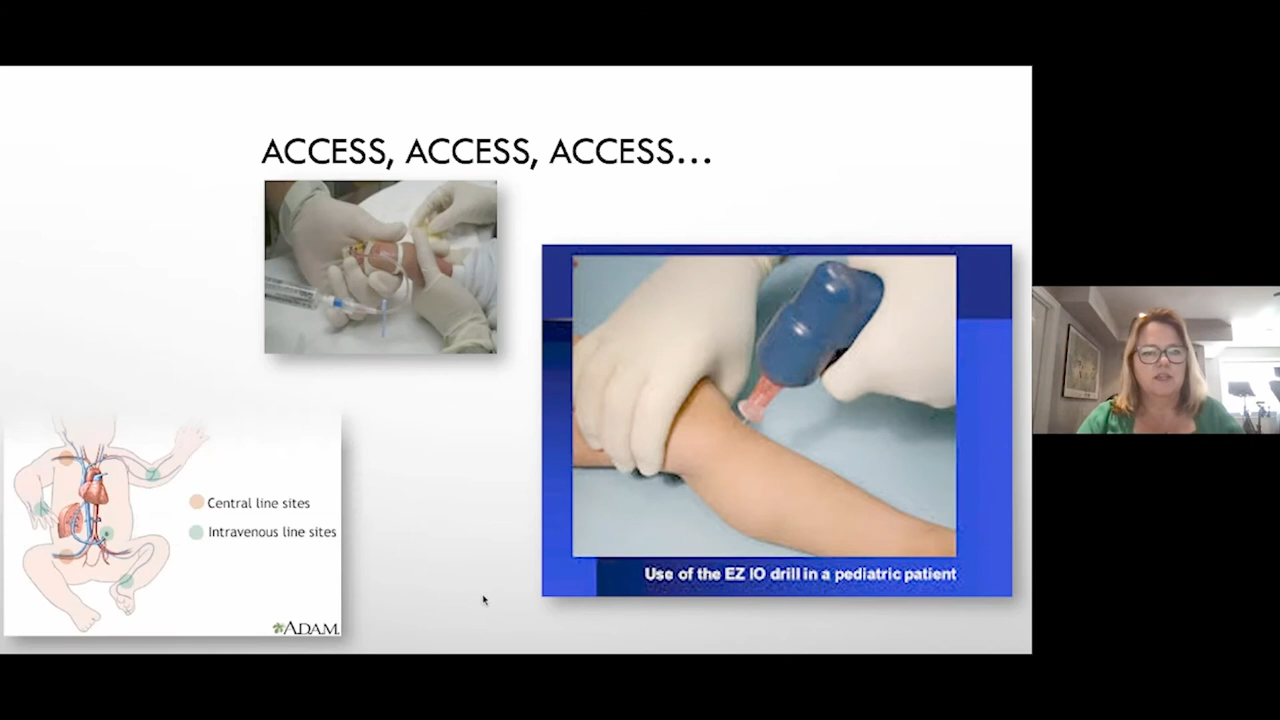 ACCESS, ACCESS, ACCESS...
Central line sites
Intravenous line sites
ADAM.
Use of the EZ IO drill in a pediatric patient